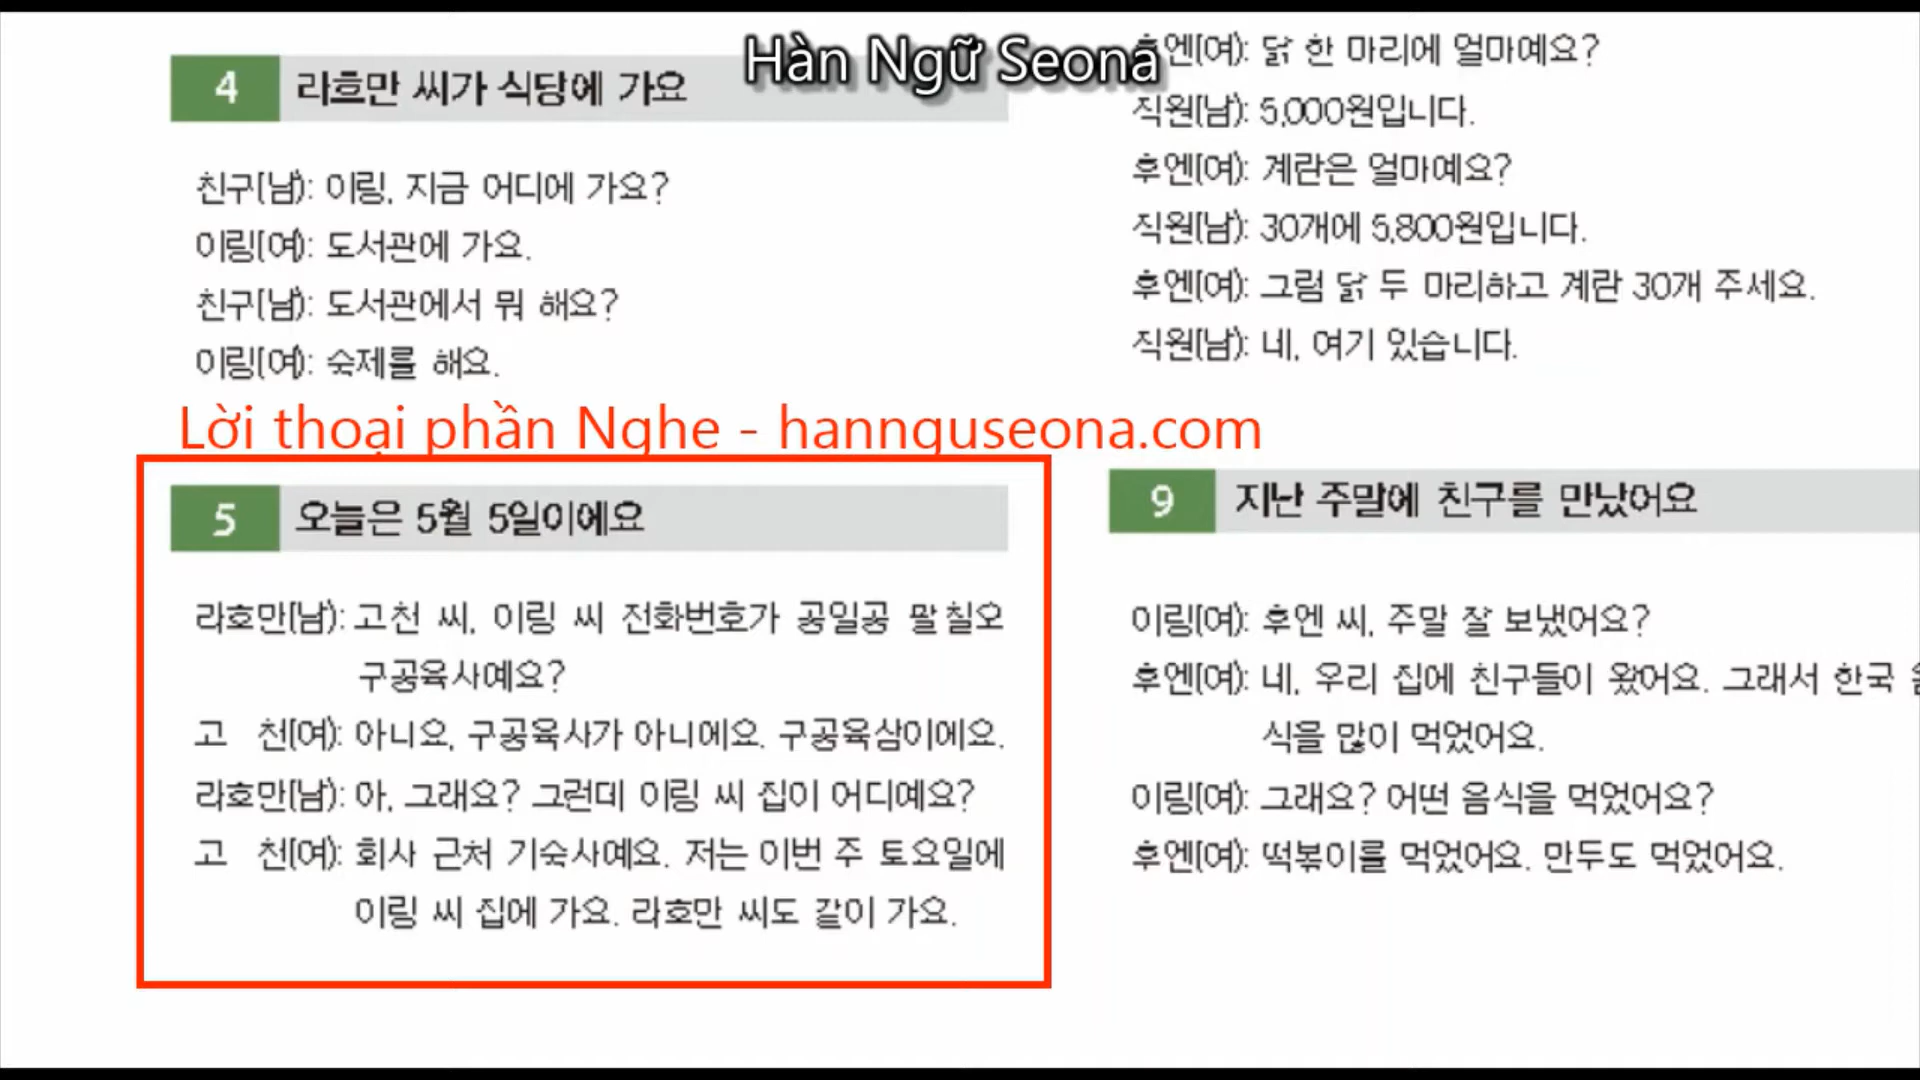 Hàn Ngữ Seona
4 라흐만 씨가 식당에 가요
친구(남): 이링, 지금 어디에 가요?
이링(여): 도서관에 가요.
친구(남): 도서관에서 뭐 해요?
이링(여): 숙제를 해요.
Lời thoại phần Nghe - hannguseona.com
5 오늘은 5월 5일이에요
라호만(남): 고천 씨, 이링 씨 전화번호가 공일공 팔칠오
구공육사예요?
고 천(여): 아니요, 구공육사가 아니에요. 구공육삼이에요.
라호만(남): 아, 그래요? 그런데 이링 씨 집이 어디예요?
고 천(여): 회사 근처 기숙사예요. 저는 이번 주 토요일에
이링 씨 집에 가요. 라호만 씨도 같이 가요.
후엔(여): 닭 한 마리에 얼마예요?
직원(남): 5,000원입니다.
후엔(여): 계란은 얼마예요?
직원(남): 30개에 5,800원입니다.
후엔(여): 그럼 닭 두 마리하고 계란 30개 주세요.
직원(남): 네, 여기 있습니다.
9 지난 주말에 친구를 만났어요
이링(여): 후엔 씨, 주말 잘 보냈어요?
후엔(여): 네, 우리 집에 친구들이 왔어요. 그래서 한국
식을 많이 먹었어요.
이링(여): 그래요? 어떤 음식을 먹었어요?
후엔(여): 떡볶이를 먹었어요. 만두도 먹었어요.